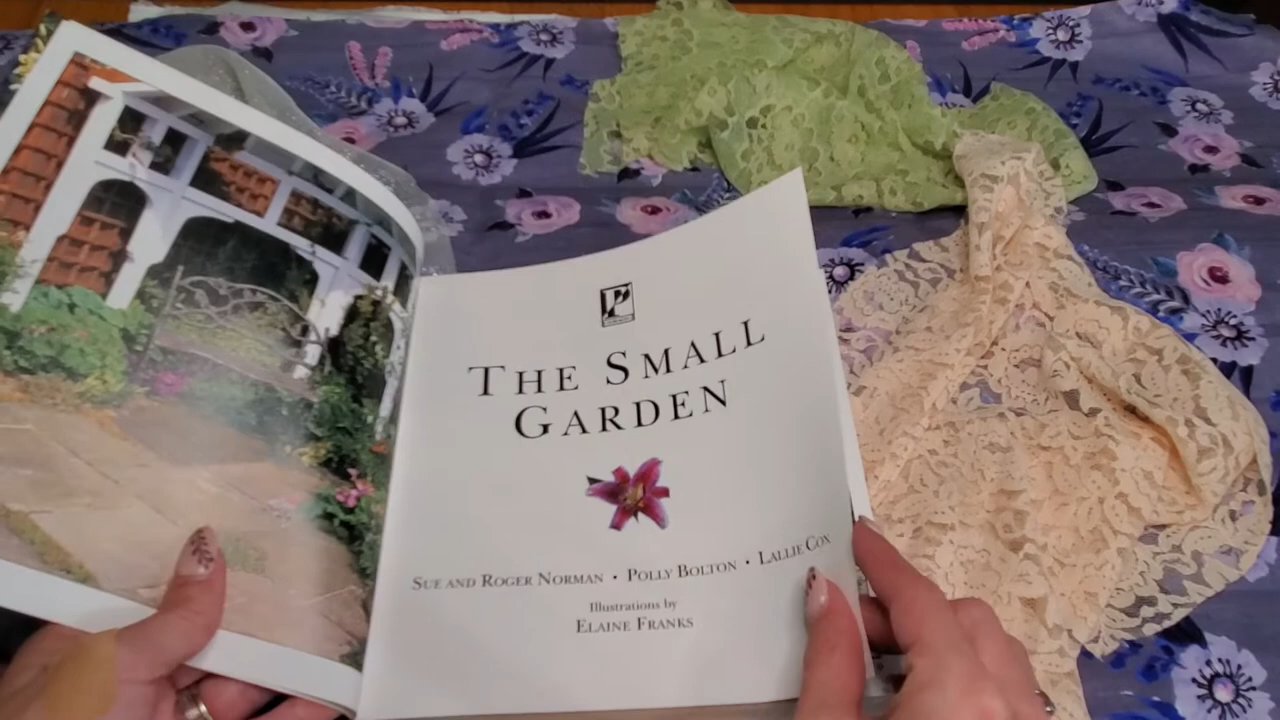 THE SMALL
GARDEN
SUE AND ROGER NORMAN • POLLY BOLTON • LALLIE COX
Illustrations by
ELAINE FRANKS